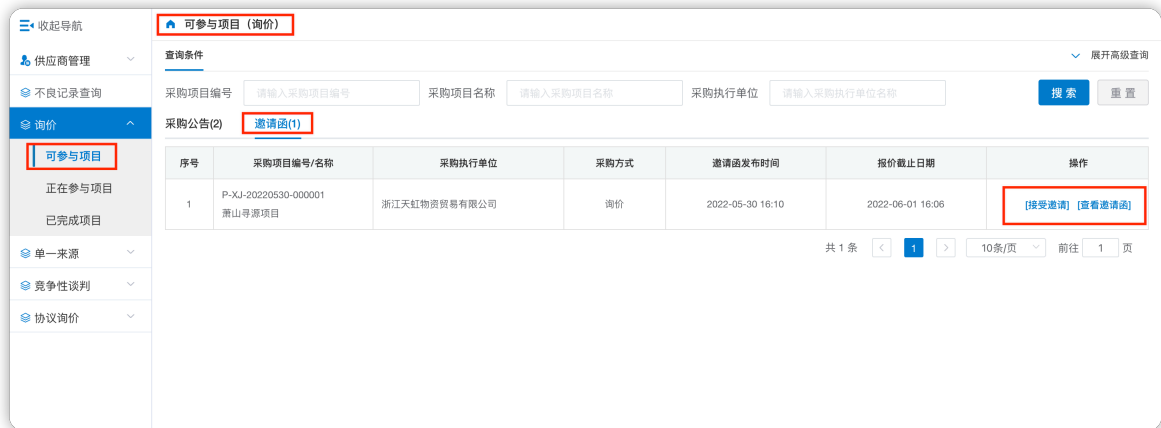 收起导航
供应商管理
不良记录查询
询价
可参与项目
正在参与项目
已完成项目
单一来源
竞争性谈判
协议询价
可参与项目（询价）
查询条件 展开高级查询
采购项目编号 请输入采购项目编号 采购项目名称 请输入采购项目名称 采购执行单位 请输入采购执行单位名称 搜索 重置
采购公告(2) 邀请函(1)
序号 采购项目编号/名称 采购执行单位 采购方式 邀请函发布时间 报价截止日期 操作
1 P-XJ-20220530-000001 浙江天虹物资贸易有限公司 询价 2022-05-30 16:10 2022-06-01 16:06 [接受邀请] [查看邀请函]
萧山寻源项目
共 1 条 < 1 > 10条/页 前往 1 页